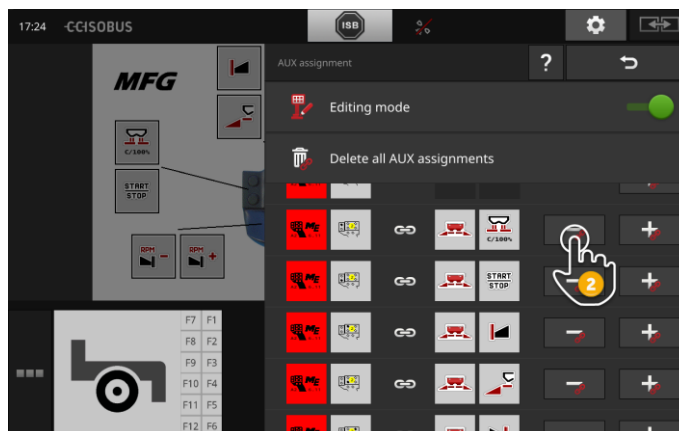 17:24 CCISOBUS ISB
AUX assignment ?
MFG
Editing mode
Delete all AUX assignments
C/100%
START
STOP
RPM
-
RPM
+
C/100%
START
STOP
2
F7 F1
F8 F2
F9 F3
F10 F4
F11 F5
F12 F6